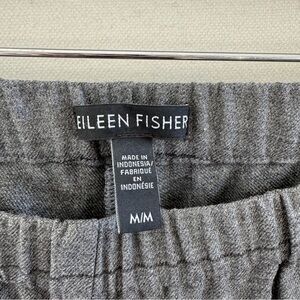 EILEEN FISHER
MADE IN
INDONESIA/
FABRIQUÉ
EN
INDONÉSIE
M/M